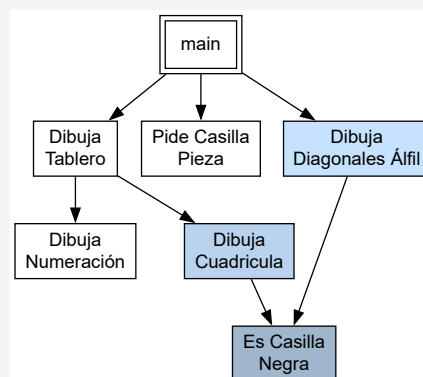 main
Dibuja
Tablero
Pide Casilla
Pieza
Dibuja
Diagonales Álfil
Dibuja
Numeración
Dibuja
Cuadricula
Es Casilla
Negra